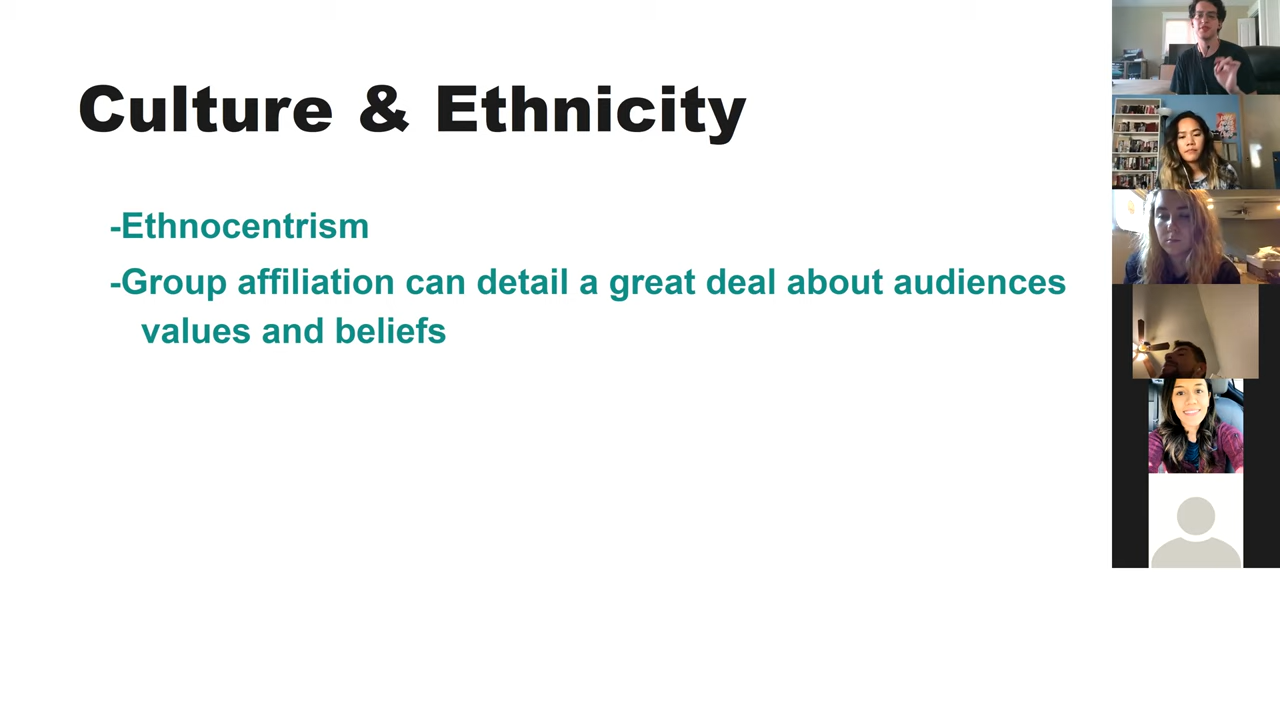 Culture & Ethnicity
-Ethnocentrism
-Group affiliation can detail a great deal about audiences
values and beliefs